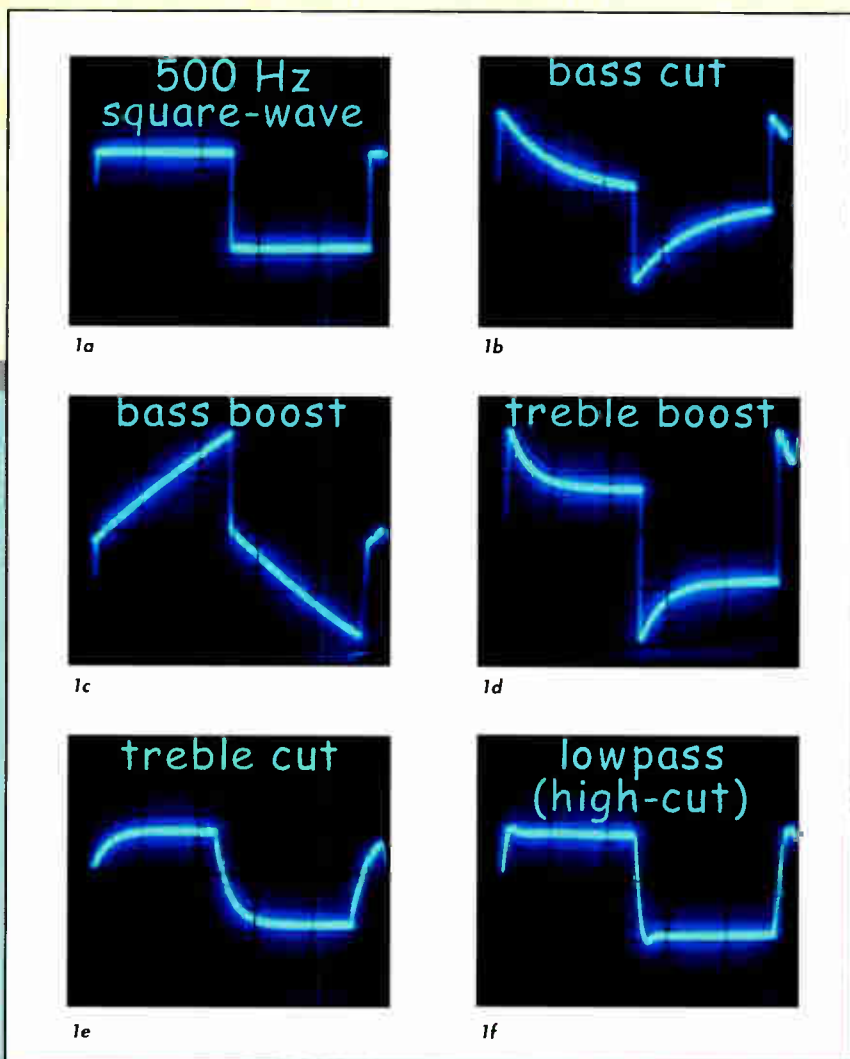 500 Hz
square-wave
1a
bass cut
1b
bass boost
1c
treble boost
1d
treble cut
1e
lowpass
(high-cut)
1f